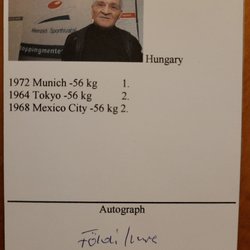 Hungary
1972 Munich -56 kg 1.
1964 Tokyo -56 kg 2.
1968 Mexico City -56 kg 2.
Autograph
Földi Imre